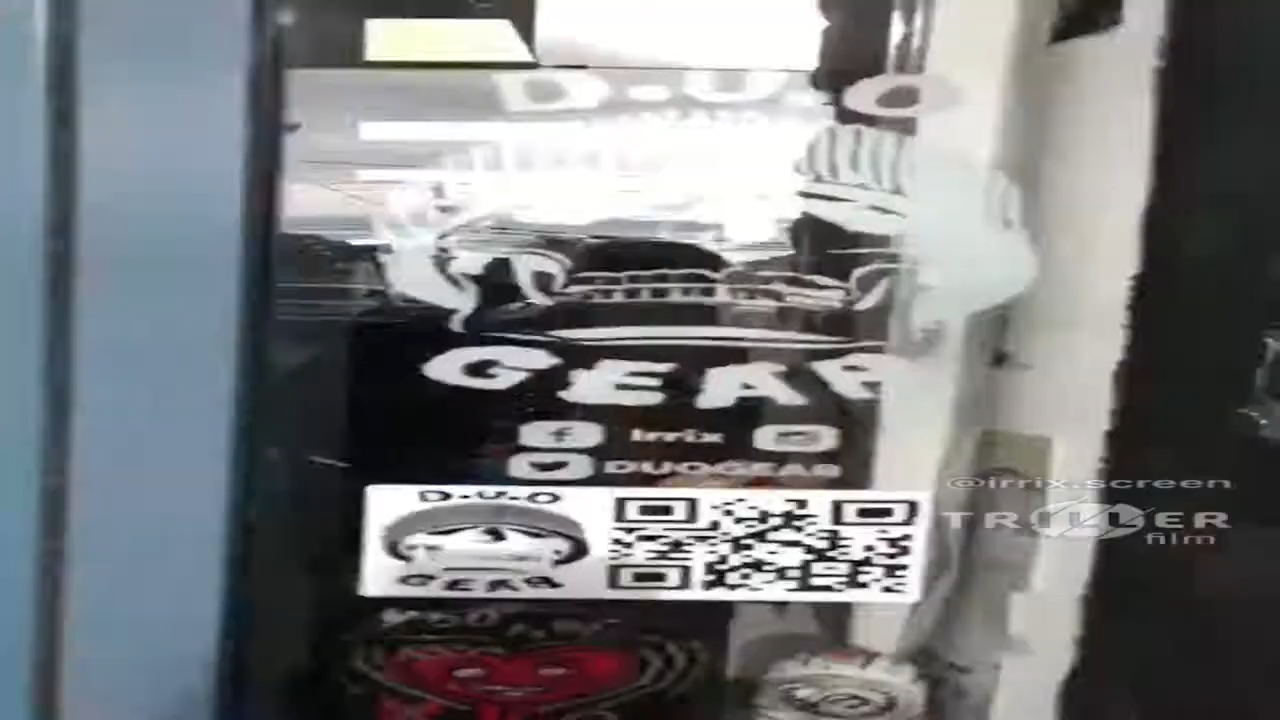 D.U.O
GEAR
Irrix
DUOGEAR
D.U.O
GEAR
@irrix.screen
TRILLER
film